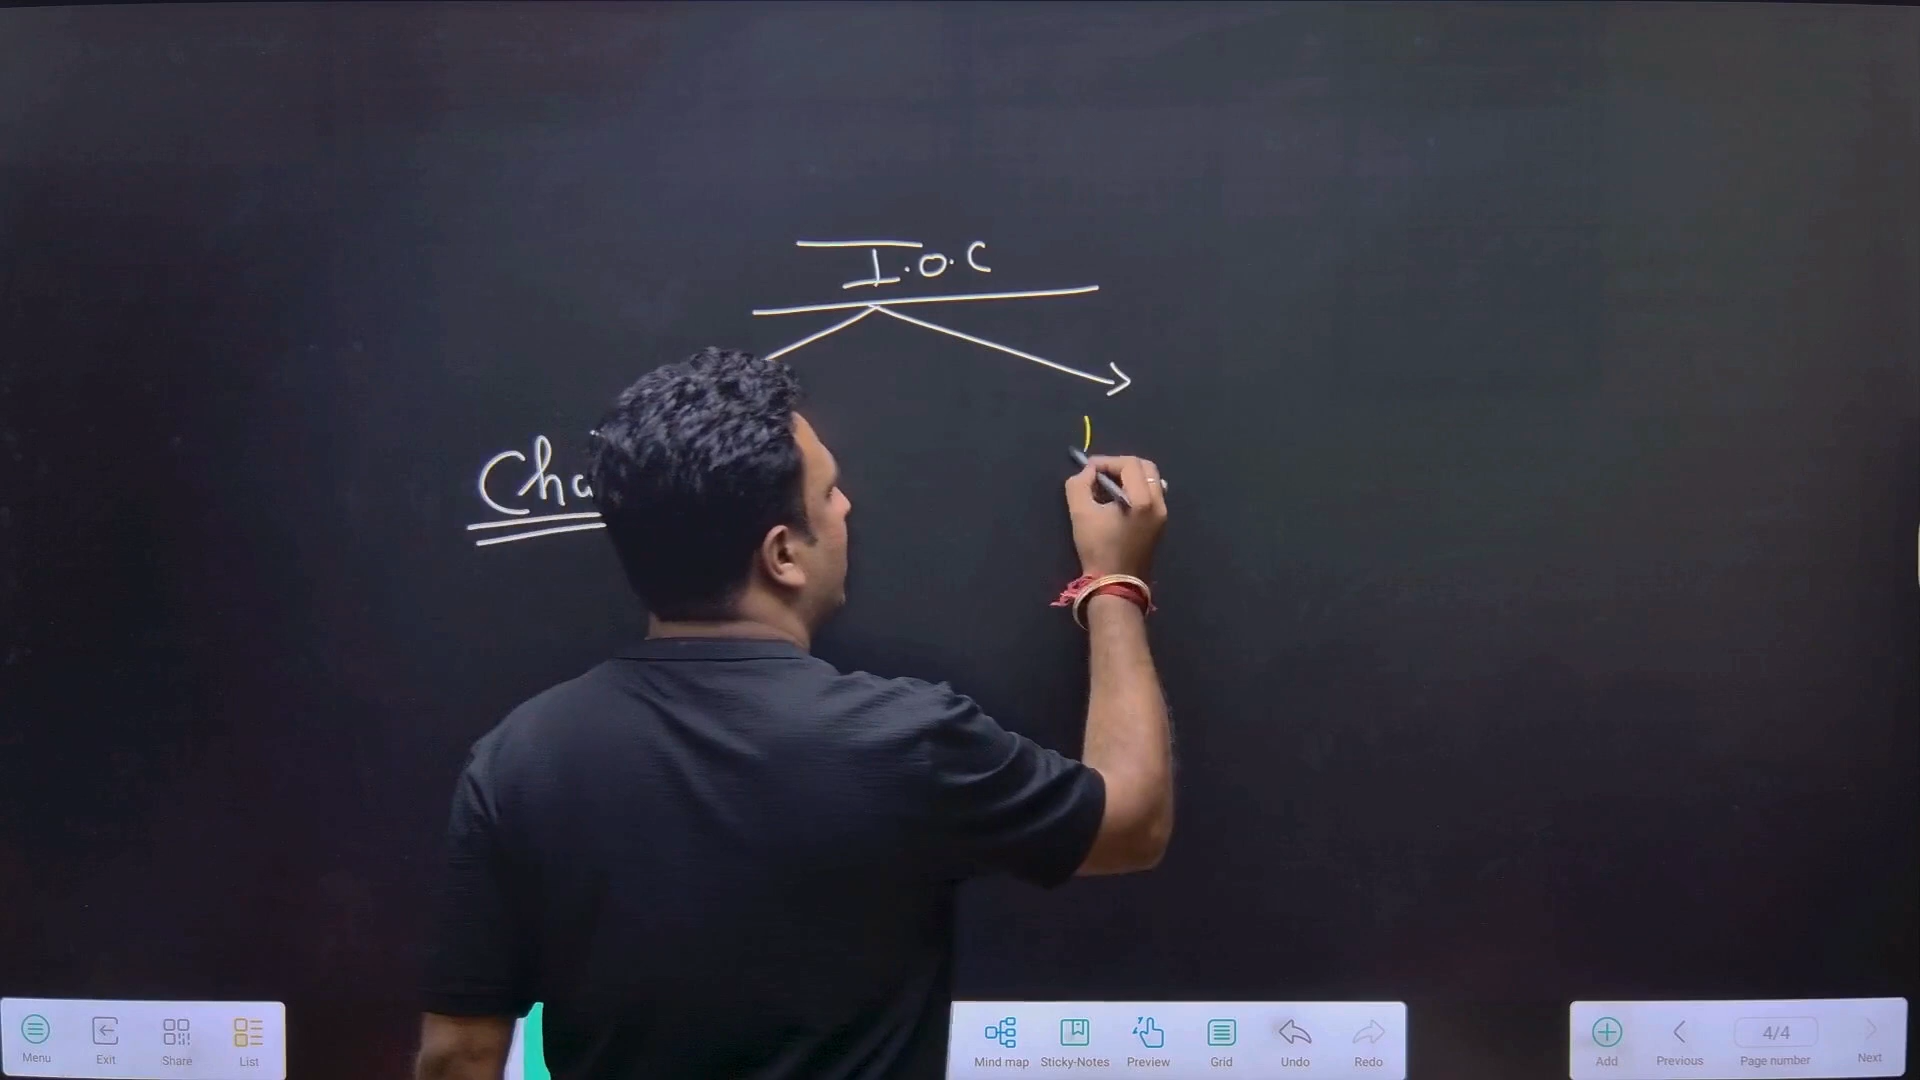 I.O.C
Menu Exit Share List
Mind map Sticky-Notes Preview Grid Undo Redo
Add Previous 4/4 Page number Next